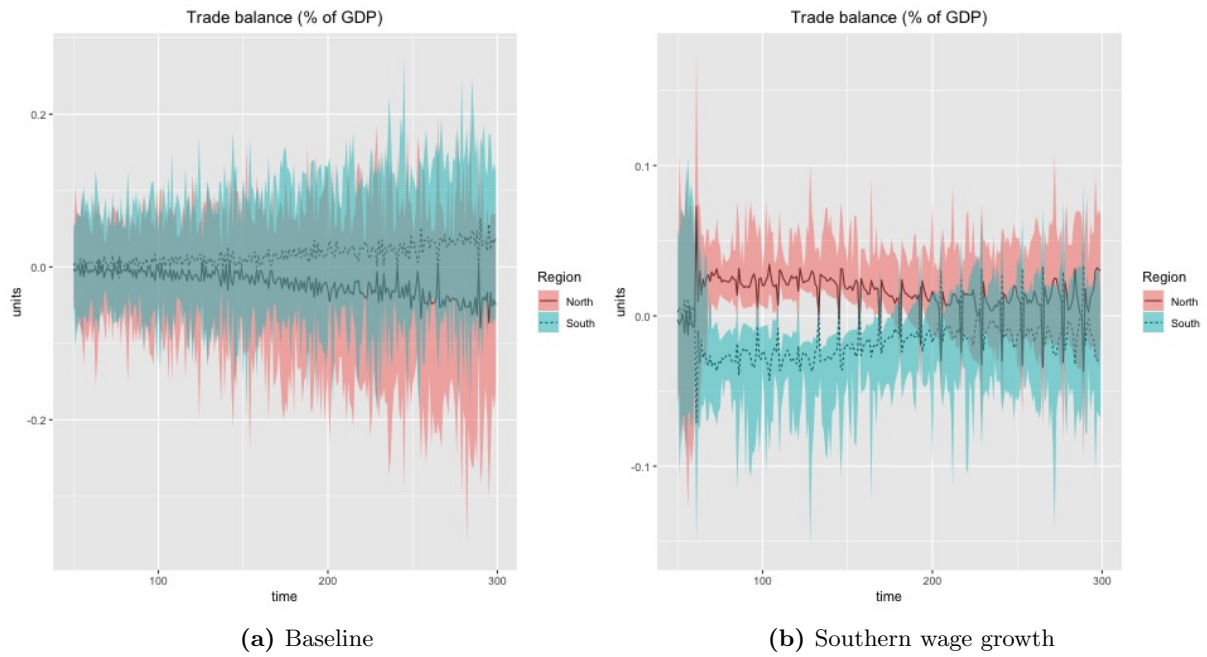 Trade balance (% of GDP)
0.2
0.0
-0.2
units
100
200
300
time
Region
North
South
(a) Baseline
Trade balance (% of GDP)
0.1
0.0
-0.1
units
100
200
300
time
Region
North
South
(b) Southern wage growth